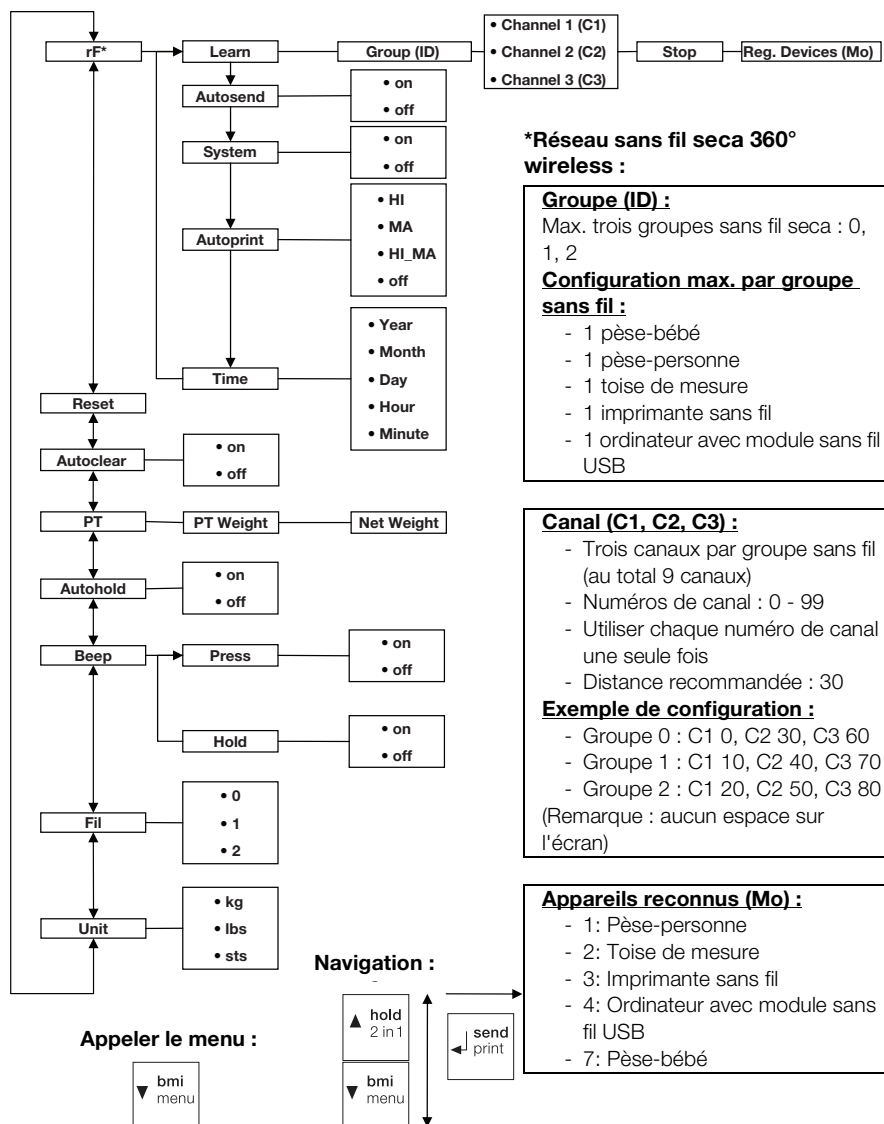 rF*
Learn
Group (ID)
• Channel 1 (C1)
• Channel 2 (C2)
• Channel 3 (C3)
Stop
Reg. Devices (Mo)
Autosend
• on
• off
System
• on
• off
Autoprint
• HI
• MA
• HI_MA
• off
Time
• Year
• Month
• Day
• Hour
• Minute
Reset
Autoclear
• on
• off
PT
PT Weight
Net Weight
Autohold
• on
• off
Beep
Press
• on
• off
Hold
• on
• off
Fil
• 0
• 1
• 2
Unit
• kg
• lbs
• sts
*Réseau sans fil seca 360°
wireless :
Groupe (ID) :
Max. trois groupes sans fil seca : 0,
1, 2
Configuration max. par groupe
sans fil :
- 1 pèse-bébé
- 1 pèse-personne
- 1 toise de mesure
- 1 imprimante sans fil
- 1 ordinateur avec module sans fil
USB
Canal (C1, C2, C3) :
- Trois canaux par groupe sans fil
(au total 9 canaux)
- Numéros de canal : 0 - 99
- Utiliser chaque numéro de canal
une seule fois
- Distance recommandée : 30
Exemple de configuration :
- Groupe 0 : C1 0, C2 30, C3 60
- Groupe 1 : C1 10, C2 40, C3 70
- Groupe 2 : C1 20, C2 50, C3 80
(Remarque : aucun espace sur
l'écran)
Appareils reconnus (Mo) :
- 1: Pèse-personne
- 2: Toise de mesure
- 3: Imprimante sans fil
- 4: Ordinateur avec module sans
fil USB
- 7: Pèse-bébé
Navigation :
hold
2 in 1
bmi
menu
send
print
Appeler le menu :
bmi
menu